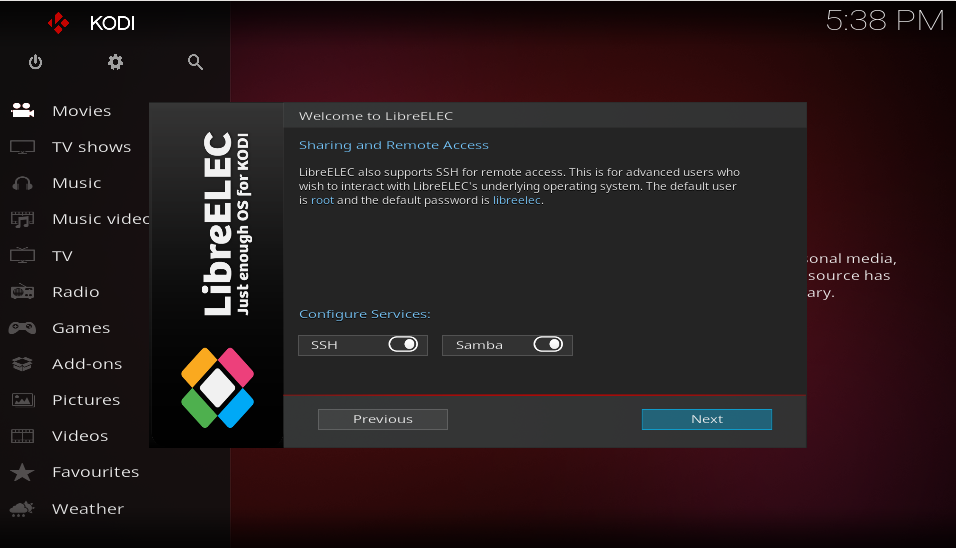 KODI
5:38 PM
Movies
TV shows
Music
Music videc
TV
Radio
Games
Add-ons
Pictures
Videos
Favourites
Weather
LibreELEC
Just enough OS for KODI
Welcome to LibreELEC
Sharing and Remote Access
LibreELEC also supports SSH for remote access. This is for advanced users who
wish to interact with LibreELEC's underlying operating system. The default user
is root and the default password is libreelec.
Configure Services:
SSH
Samba
Previous
Next
sonal media,
source has
ary.